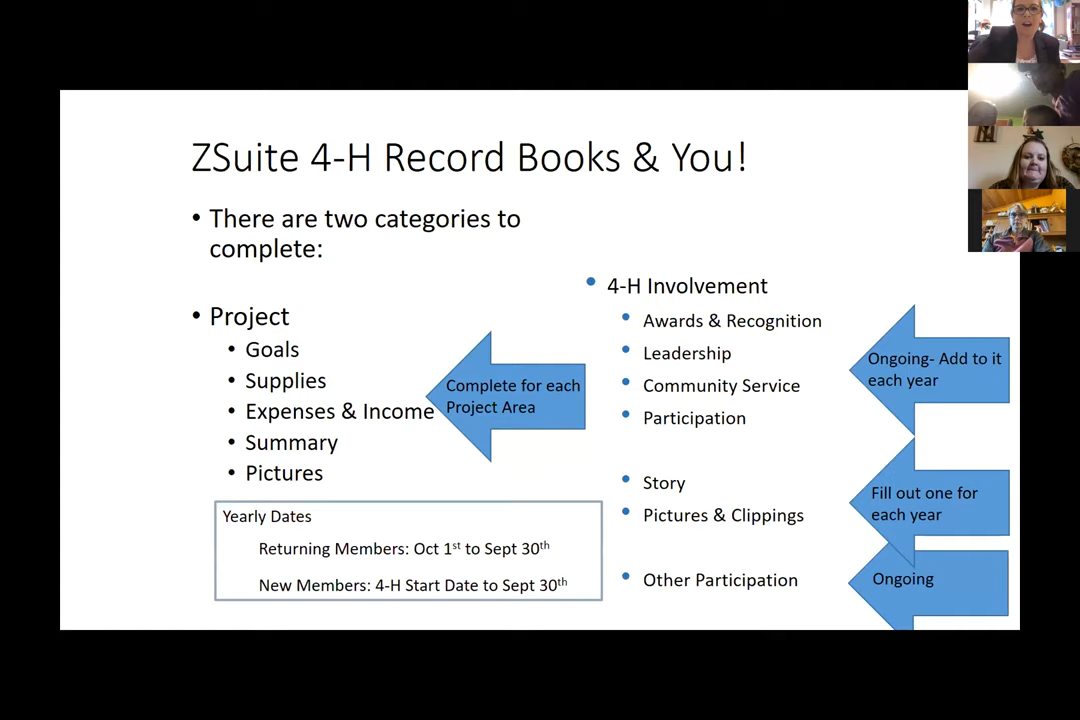 ZSuite 4-H Record Books & You!
• There are two categories to
complete:
• Project
• Goals
• Supplies
• Expenses & Income
• Summary
• Pictures
Complete for each
Project Area
Yearly Dates
Returning Members: Oct 1st to Sept 30th
New Members: 4-H Start Date to Sept 30th
• 4-H Involvement
• Awards & Recognition
• Leadership
• Community Service
• Participation
Ongoing- Add to it
each year
• Story
• Pictures & Clippings
Fill out one for
each year
• Other Participation
Ongoing